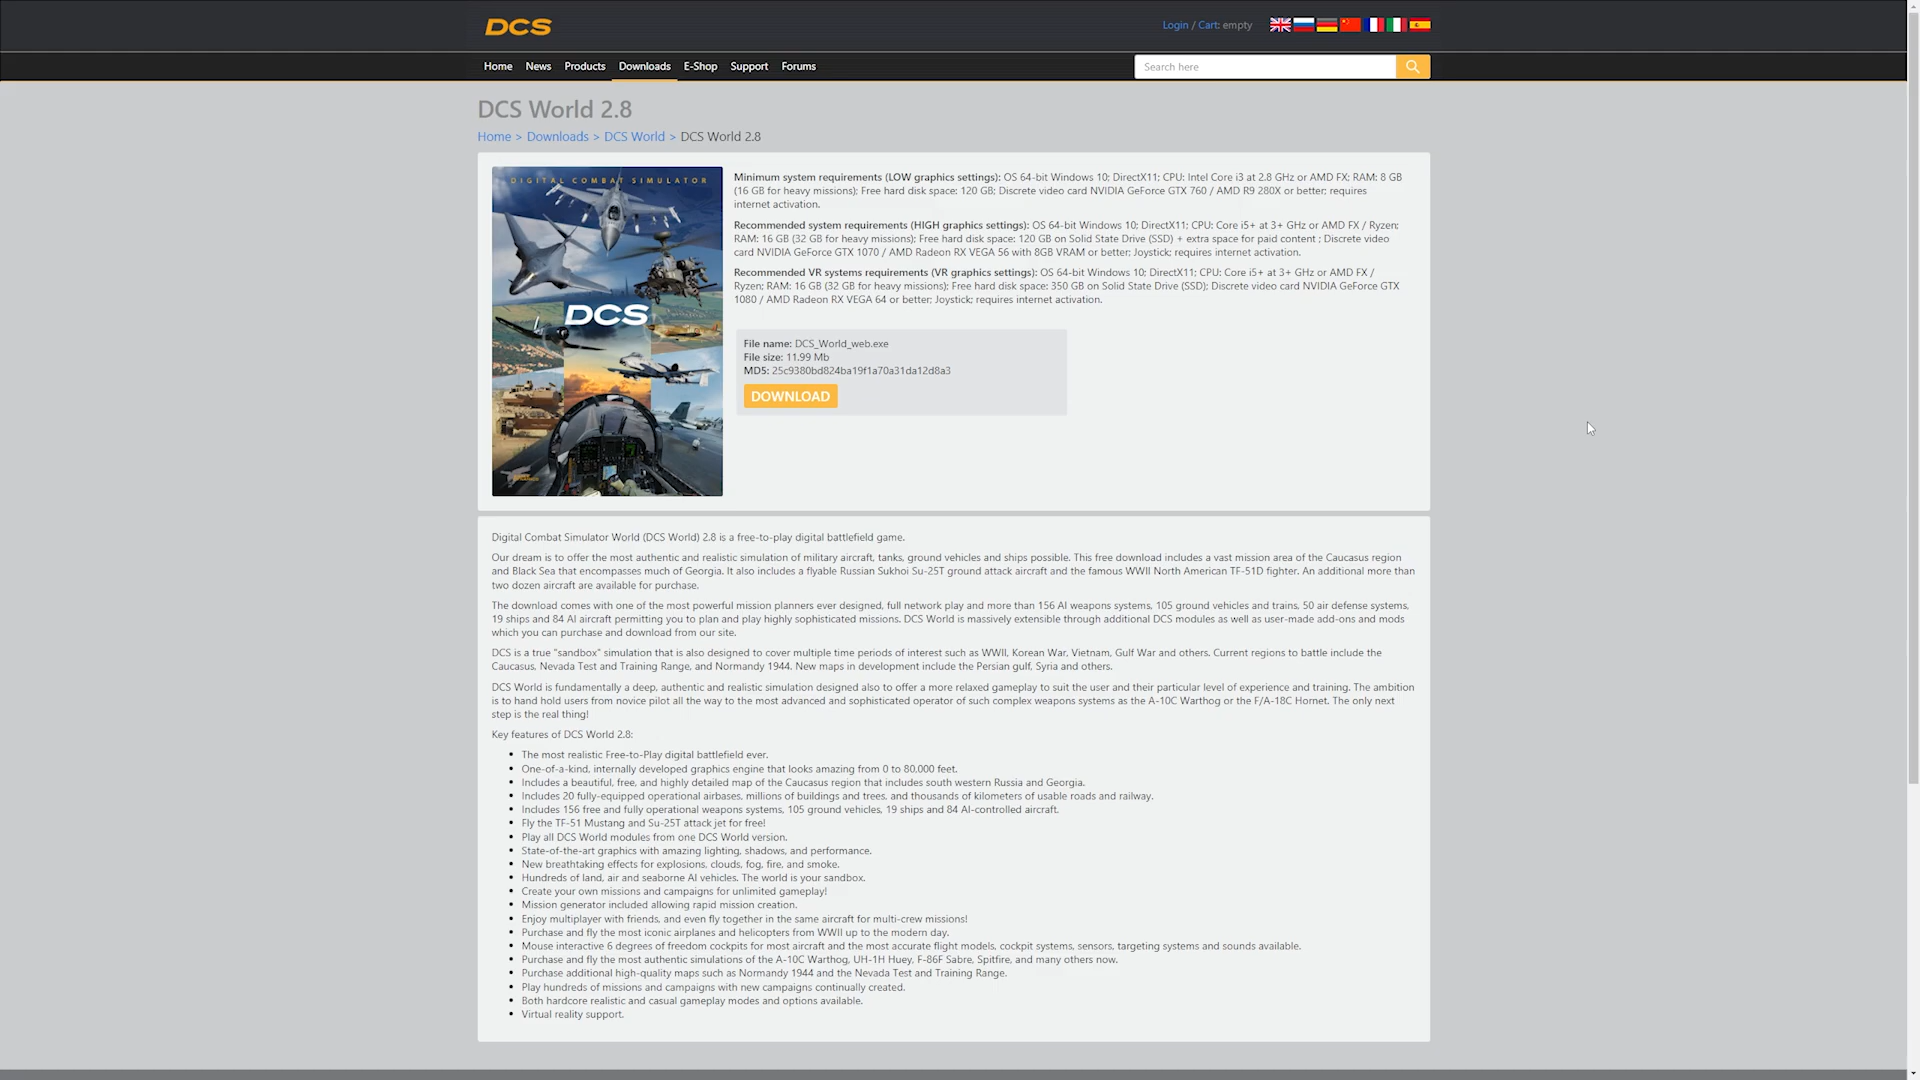 DCS
Login / Cart: empty
Home News Products Downloads E-Shop Support Forums
Search here
DCS World 2.8
Home > Downloads > DCS World > DCS World 2.8
DIGITAL COMBAT SIMULATOR
DCS
Minimum system requirements (LOW graphics settings): OS 64-bit Windows 10; DirectX11; CPU: Intel Core i3 at 2.8 GHz or AMD FX; RAM: 8 GB
(16 GB for heavy missions); Free hard disk space: 120 GB; Discrete video card NVIDIA GeForce GTX 760 / AMD R9 280X or better; requires
internet activation.
Recommended system requirements (HIGH graphics settings): OS 64-bit Windows 10; DirectX11; CPU: Core i5+ at 3+ GHz or AMD FX / Ryzen;
RAM: 16 GB (32 GB for heavy missions); Free hard disk space: 120 GB on Solid State Drive (SSD) + extra space for paid content ; Discrete video
card NVIDIA GeForce GTX 1070 / AMD Radeon RX VEGA 56 with 8GB VRAM or better; Joystick; requires internet activation.
Recommended VR systems requirements (VR graphics settings): OS 64-bit Windows 10; DirectX11; CPU: Core i5+ at 3+ GHz or AMD FX /
Ryzen; RAM: 16 GB (32 GB for heavy missions); Free hard disk space: 350 GB on Solid State Drive (SSD); Discrete video card NVIDIA GeForce GTX
1080 / AMD Radeon RX VEGA 64 or better; Joystick; requires internet activation.
File name: DCS_World_web.exe
File size: 11.99 Mb
MD5: 25c9380bd824ba19f1a70a31da12d8a3
DOWNLOAD
Digital Combat Simulator World (DCS World) 2.8 is a free-to-play digital battlefield game.
Our dream is to offer the most authentic and realistic simulation of military aircraft, tanks, ground vehicles and ships possible. This free download includes a vast mission area of the Caucasus region
and Black Sea that encompasses much of Georgia. It also includes a flyable Russian Sukhoi Su-25T ground attack aircraft and the famous WWII North American TF-51D fighter. An additional more than
two dozen aircraft are available for purchase.
The download comes with one of the most powerful mission planners ever designed, full network play and more than 156 AI weapons systems, 105 ground vehicles and trains, 50 air defense systems,
19 ships and 84 AI aircraft permitting you to plan and play highly sophisticated missions. DCS World is massively extensible through additional DCS modules as well as user-made add-ons and mods
which you can purchase and download from our site.
DCS is a true "sandbox" simulation that is also designed to cover multiple time periods of interest such as WWII, Korean War, Vietnam, Gulf War and others. Current regions to battle include the
Caucasus, Nevada Test and Training Range, and Normandy 1944. New maps in development include the Persian gulf, Syria and others.
DCS World is fundamentally a deep, authentic and realistic simulation designed also to offer a more relaxed gameplay to suit the user and their particular level of experience and training. The ambition
is to hand hold users from novice pilot all the way to the most advanced and sophisticated operator of such complex weapons systems as the A-10C Warthog or the F/A-18C Hornet. The only next
step is the real thing!
Key features of DCS World 2.8:
• The most realistic Free-to-Play digital battlefield ever.
• One-of-a-kind, internally developed graphics engine that looks amazing from 0 to 80,000 feet.
• Includes a beautiful, free, and highly detailed map of the Caucasus region that includes south western Russia and Georgia.
• Includes 20 fully-equipped operational airbases, millions of buildings and trees, and thousands of kilometers of usable roads and railway.
• Includes 156 free and fully operational weapons systems, 105 ground vehicles, 19 ships and 84 AI-controlled aircraft.
• Fly the TF-51 Mustang and Su-25T attack jet for free!
• Play all DCS World modules from one DCS World version.
• State-of-the-art graphics with amazing lighting, shadows, and performance.
• New breathtaking effects for explosions, clouds, fog, fire, and smoke.
• Hundreds of land, air and seaborne AI vehicles. The world is your sandbox.
• Create your own missions and campaigns for unlimited gameplay!
• Mission generator included allowing rapid mission creation.
• Enjoy multiplayer with friends, and even fly together in the same aircraft for multi-crew missions!
• Purchase and fly the most iconic airplanes and helicopters from WWII up to the modern day.
• Mouse interactive 6 degrees of freedom cockpits for most aircraft and the most accurate flight models, cockpit systems, sensors, targeting systems and sounds available.
• Purchase and fly the most authentic simulations of the A-10C Warthog, UH-1H Huey, F-86F Sabre, Spitfire, and many others now.
• Purchase additional high-quality maps such as Normandy 1944 and the Nevada Test and Training Range.
• Play hundreds of missions and campaigns with new campaigns continually created.
• Both hardcore realistic and casual gameplay modes and options available.
• Virtual reality support.